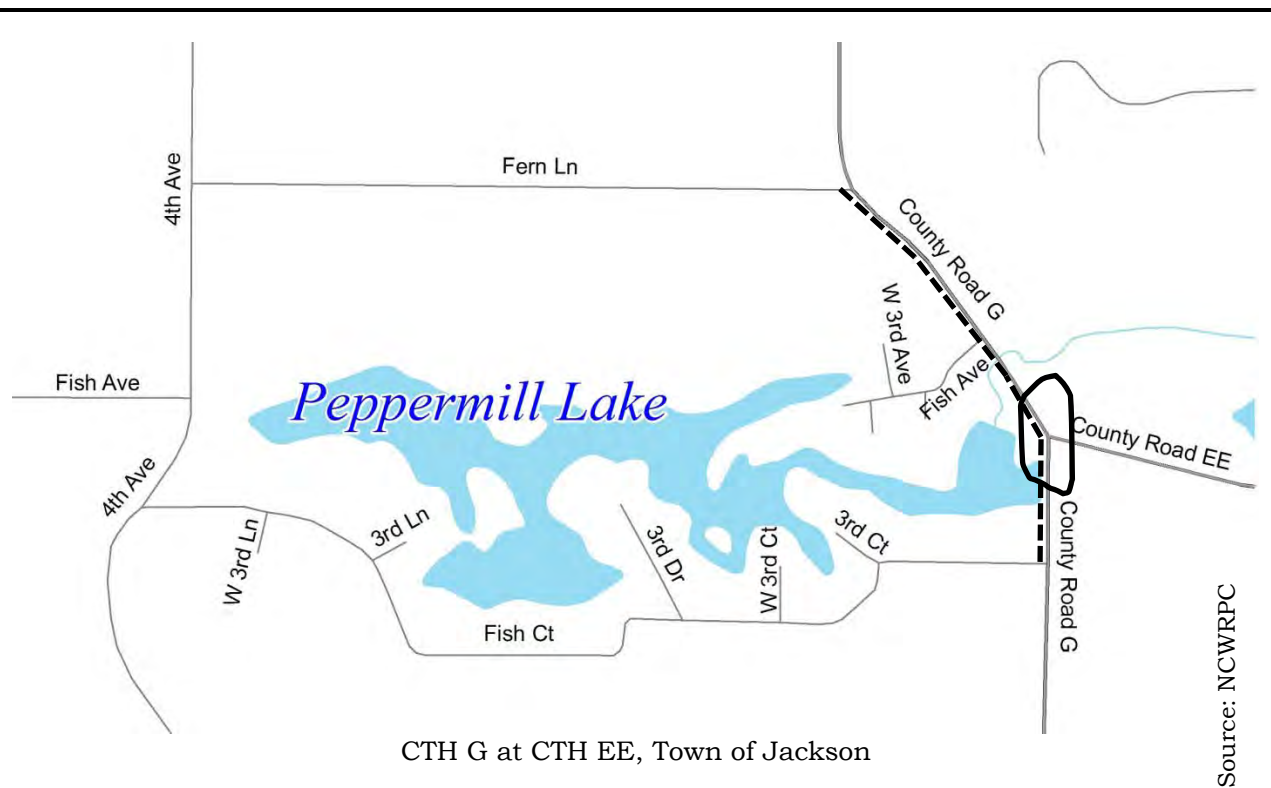 Fern Ln
4th Ave
County Road G
W 3rd Ave
Fish Ave
Fish Ave
Peppermill Lake
County Road EE
4th Ave
W 3rd Ln
3rd Ln
3rd Dr
W 3rd Ct
3rd Ct
County Road G
Fish Ct
CTH G at CTH EE, Town of Jackson
Source: NCWRPC